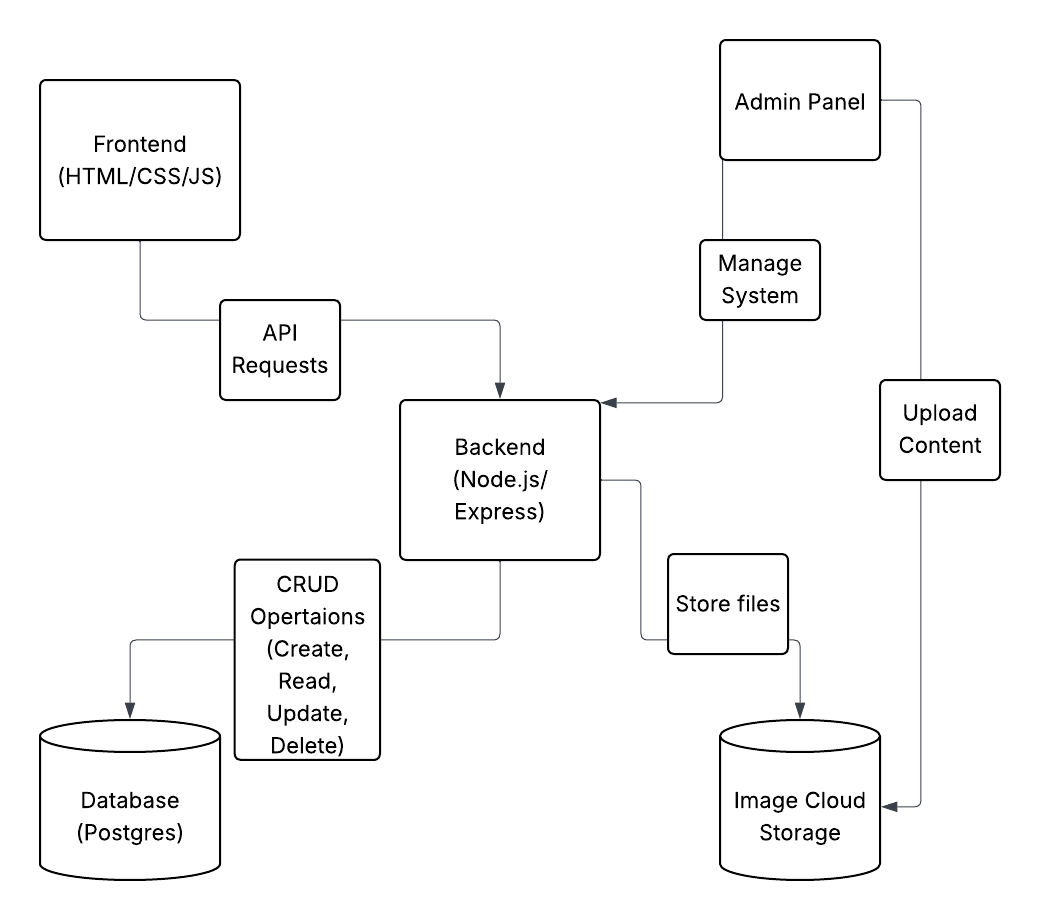 Admin Panel
Frontend
(HTML/CSS/JS)
Manage
System
API
Requests
Upload
Content
Backend
(Node.js/
Express)
CRUD
Opertaions
(Create,
Read,
Update,
Delete)
Store files
Database
(Postgres)
Image Cloud
Storage